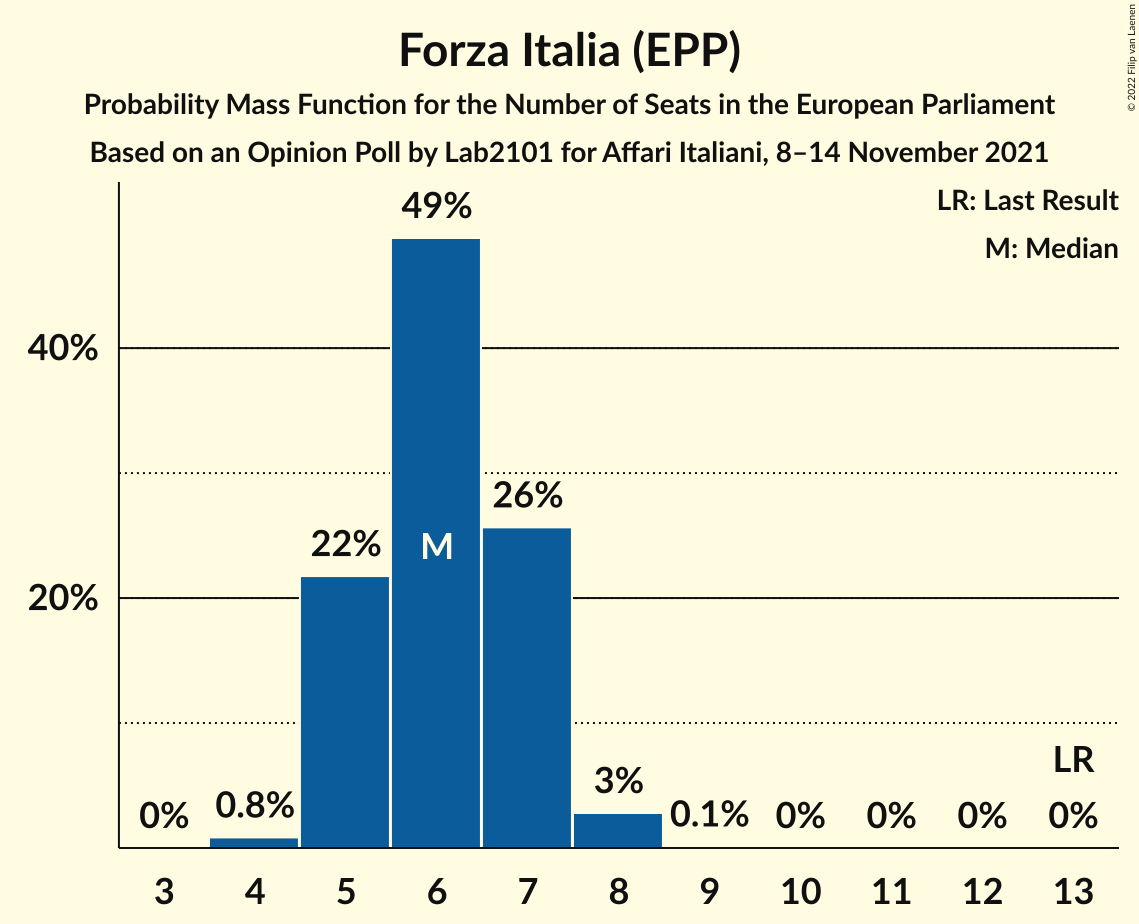 Forza Italia (EPP)
Probability Mass Function for the Number of Seats in the European Parliament
Based on an Opinion Poll by Lab2101 for Affari Italiani, 8–14 November 2021
© 2022 Filip van Laenen
LR: Last Result
M: Median
49%
40%
26%
22%
M
20%
LR
3%
0%
0.8%
0.1%
0%
0%
0%
0%
3 4 5 6 7 8 9 10 11 12 13